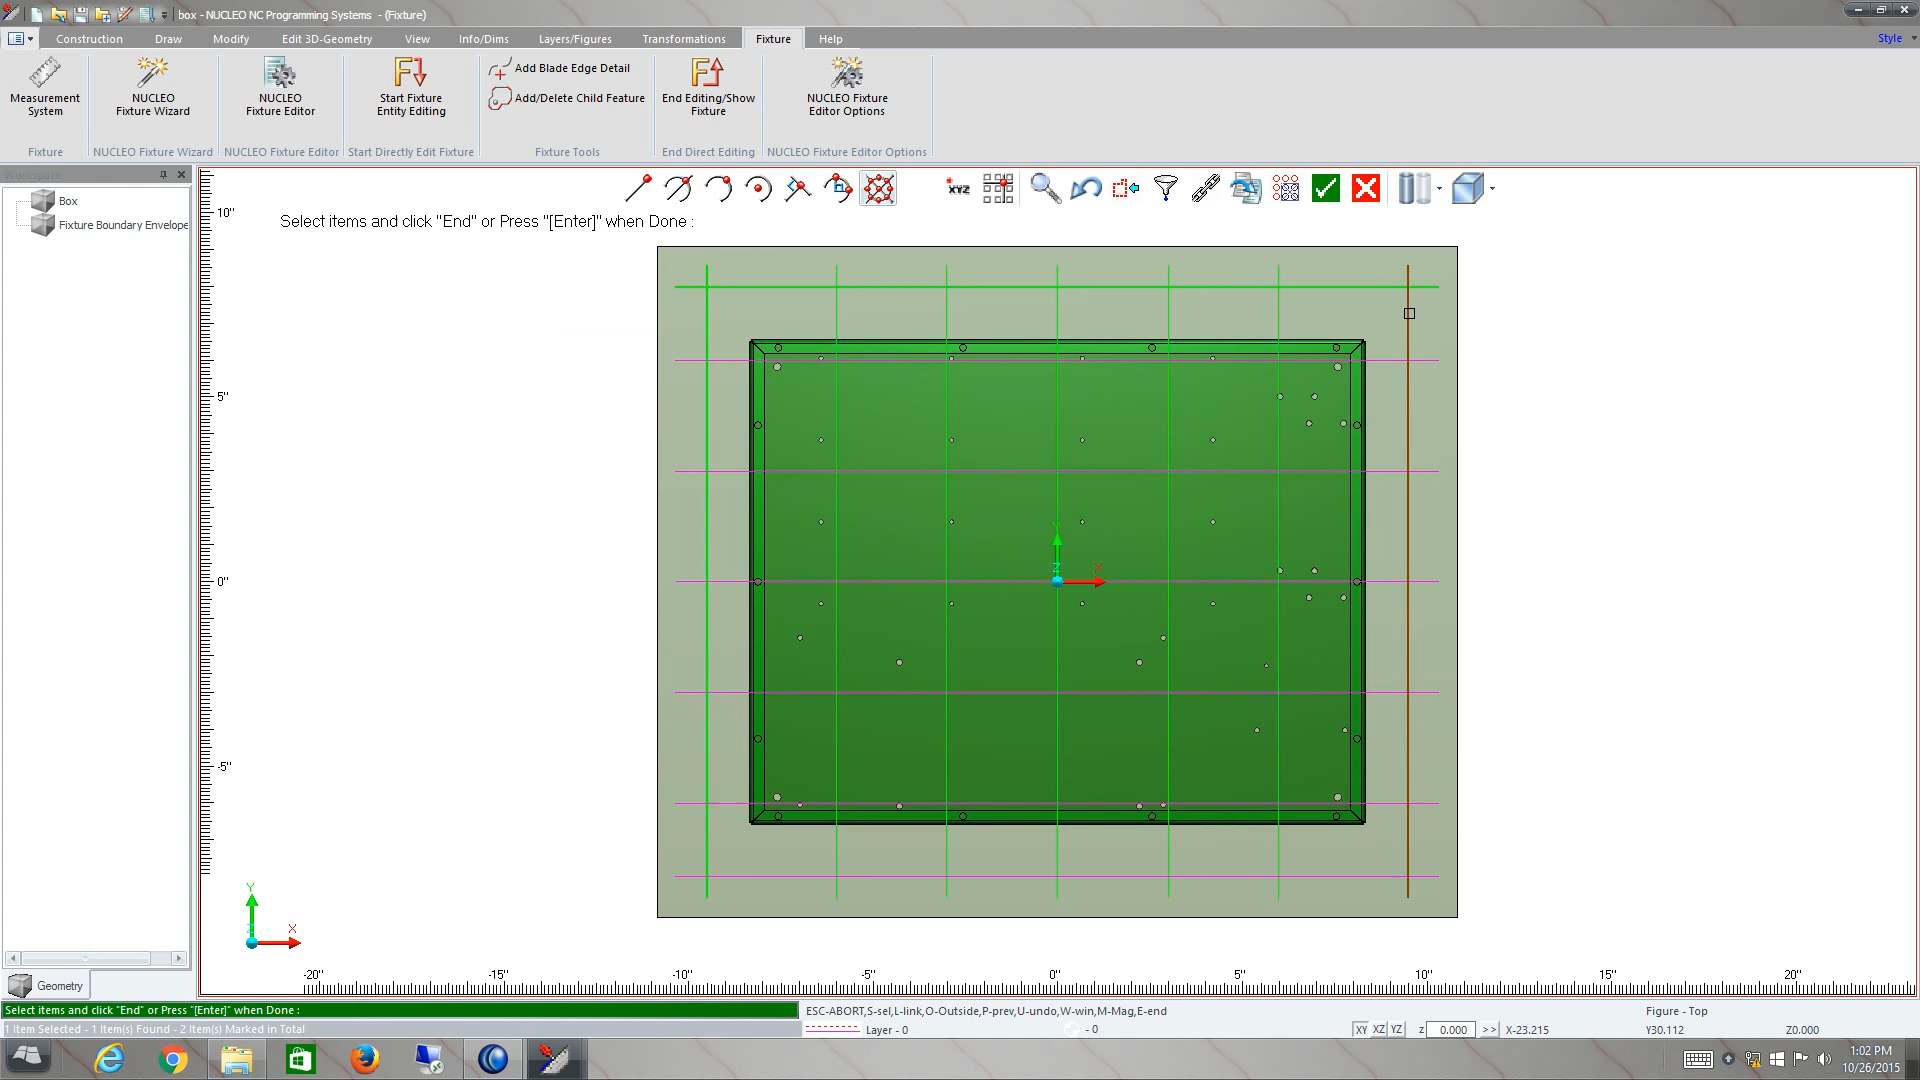 box - NUCLEO NC Programming Systems - (Fixture)
Construction Draw Modify Edit 3D-Geometry View Info/Dims Layers/Figures Transformations Fixture Help Style
Measurement System
NUCLEO Fixture Wizard
NUCLEO Fixture Editor
Start Fixture Entity Editing
Add Blade Edge Detail
Add/Delete Child Feature
End Editing/Show Fixture
NUCLEO Fixture Editor Options
Fixture NUCLEO Fixture Wizard NUCLEO Fixture Editor Start Directly Edit Fixture Fixture Tools End Direct Editing NUCLEO Fixture Editor Options
Workspace
Box
Fixture Boundary Envelope
XYZ
Select items and click "End" or Press "[Enter]" when Done :
10"
5"
0"
-5"
Y
Z
X
Y
Z
X
-20" -15" -10" -5" 0" 5" 10" 15" 20"
Geometry
Select items and click "End" or Press "[Enter]" when Done :
ESC-ABORT,S-sel,L-link,O-Outside,P-prev,U-undo,W-win,M-Mag,E-end
Figure - Top
1 Item Selected - 1 Item(s) Found - 2 Item(s) Marked in Total
Layer - 0
- 0
XY XZ YZ z 0.000 >> X-23.215 Y30.112 Z0.000
1:02 PM
10/26/2015